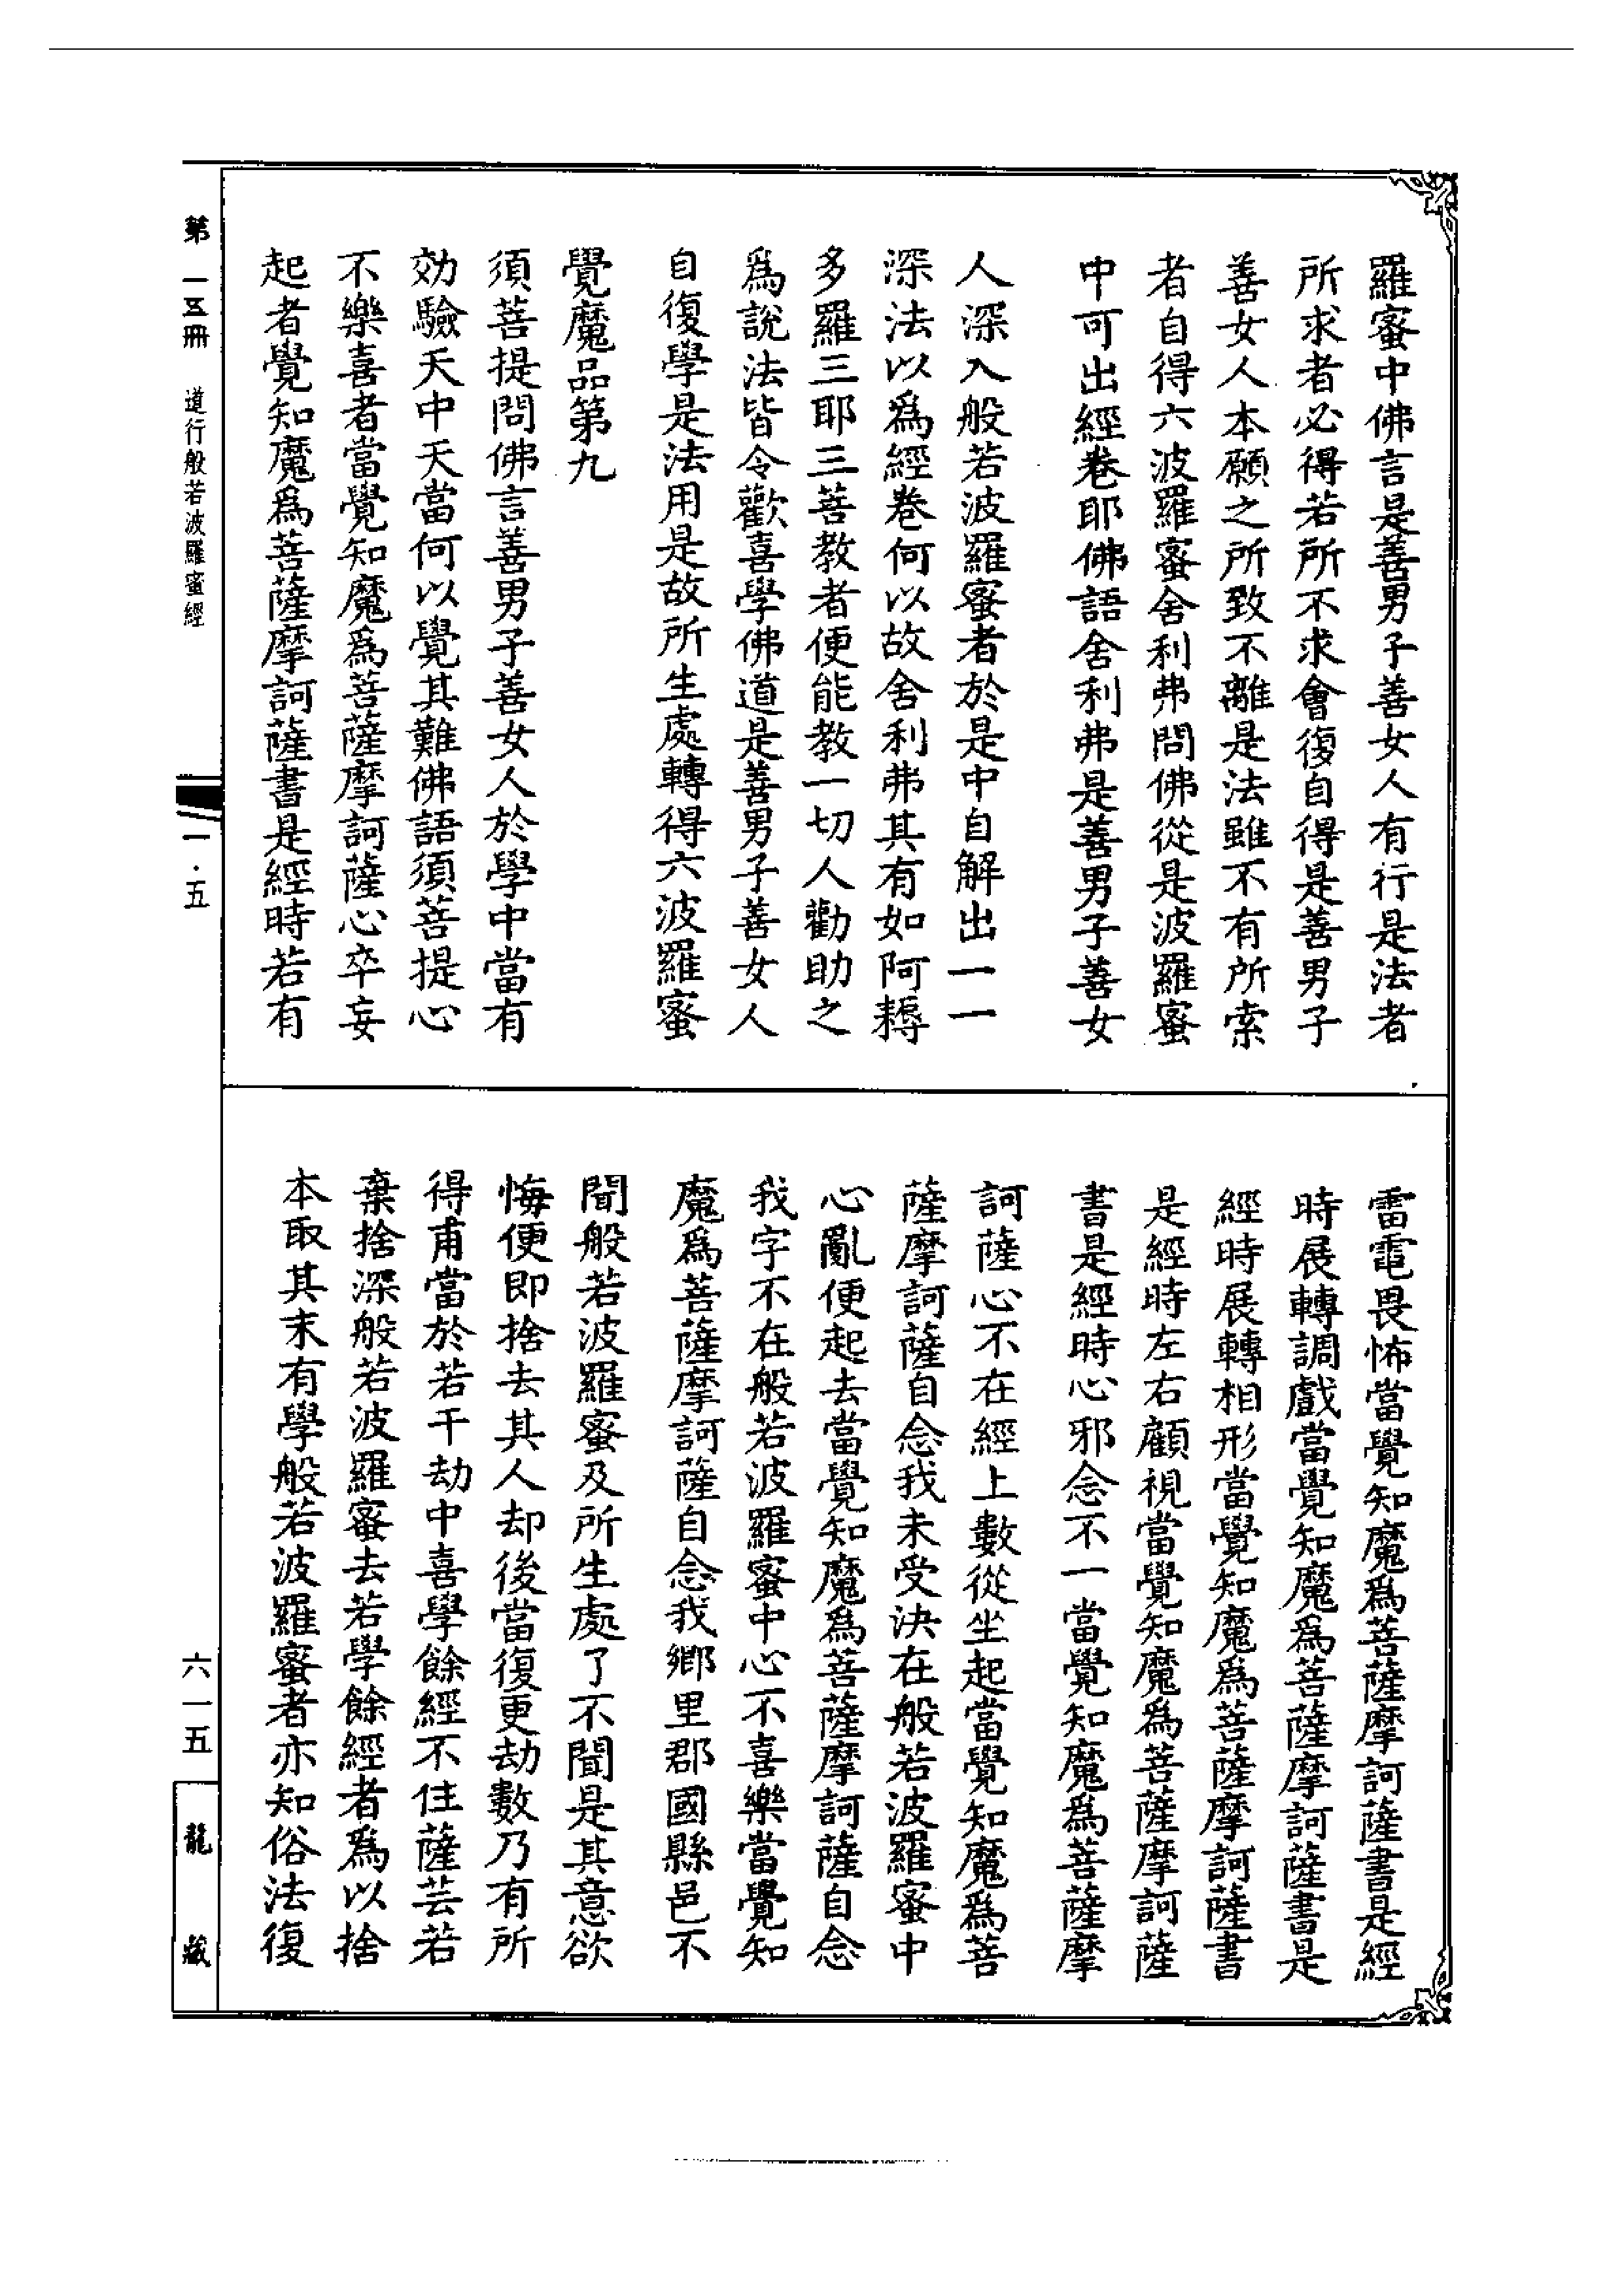 羅蜜中佛言是善男子善女人有行是法者
所求者必得若所不求會復自得是善男子
善女人本願之所致不離是法雖不有所索
者自得六波羅蜜舍利弗問佛從是波羅蜜
中可出經卷耶佛語舍利弗是善男子善女
人深入般若波羅蜜者於是中自解出一一
深法以爲經卷何以故舍利弗其有如阿耨
多羅三耶三菩教者便能教一切人勸助之
爲說法皆令歡喜學佛道是善男子善女人
自復學是法用是故所生處轉得六波羅蜜
覺魔品第九
須菩提問佛言善男子善女人於學中當有
効驗天中天當何以覺其難佛語須菩提心
不樂喜者當覺知魔爲菩薩摩訶薩心卒妄
起者覺知魔爲菩薩摩訶薩書是經時若有
雷電畏怖當覺知魔爲菩薩摩訶薩書是經
時展轉調戲當覺知魔爲菩薩摩訶薩書是
經時展轉相形當覺知魔爲菩薩摩訶薩書
是經時左右顧視當覺知魔爲菩薩摩訶薩
書是經時心邪念不一當覺知魔爲菩薩摩
訶薩心不在經上數從坐起當覺知魔爲菩
薩摩訶薩自念我未受決在般若波羅蜜中
心亂便起去當覺知魔爲菩薩摩訶薩自念
我字不在般若波羅蜜中心不喜樂當覺知
魔爲菩薩摩訶薩自念我鄉里郡國縣邑不
聞般若波羅蜜及所生處了不聞是其意欲
悔便即捨去其人却後當復更劫數乃有所
得甫當於若干劫中喜學餘經不住薩芸若
棄捨深般若波羅蜜去若學餘經者爲以捨
本取其末有學般若波羅蜜者亦知俗法復
第一五冊 道行般若波羅蜜經
一·五
六一五
龍藏